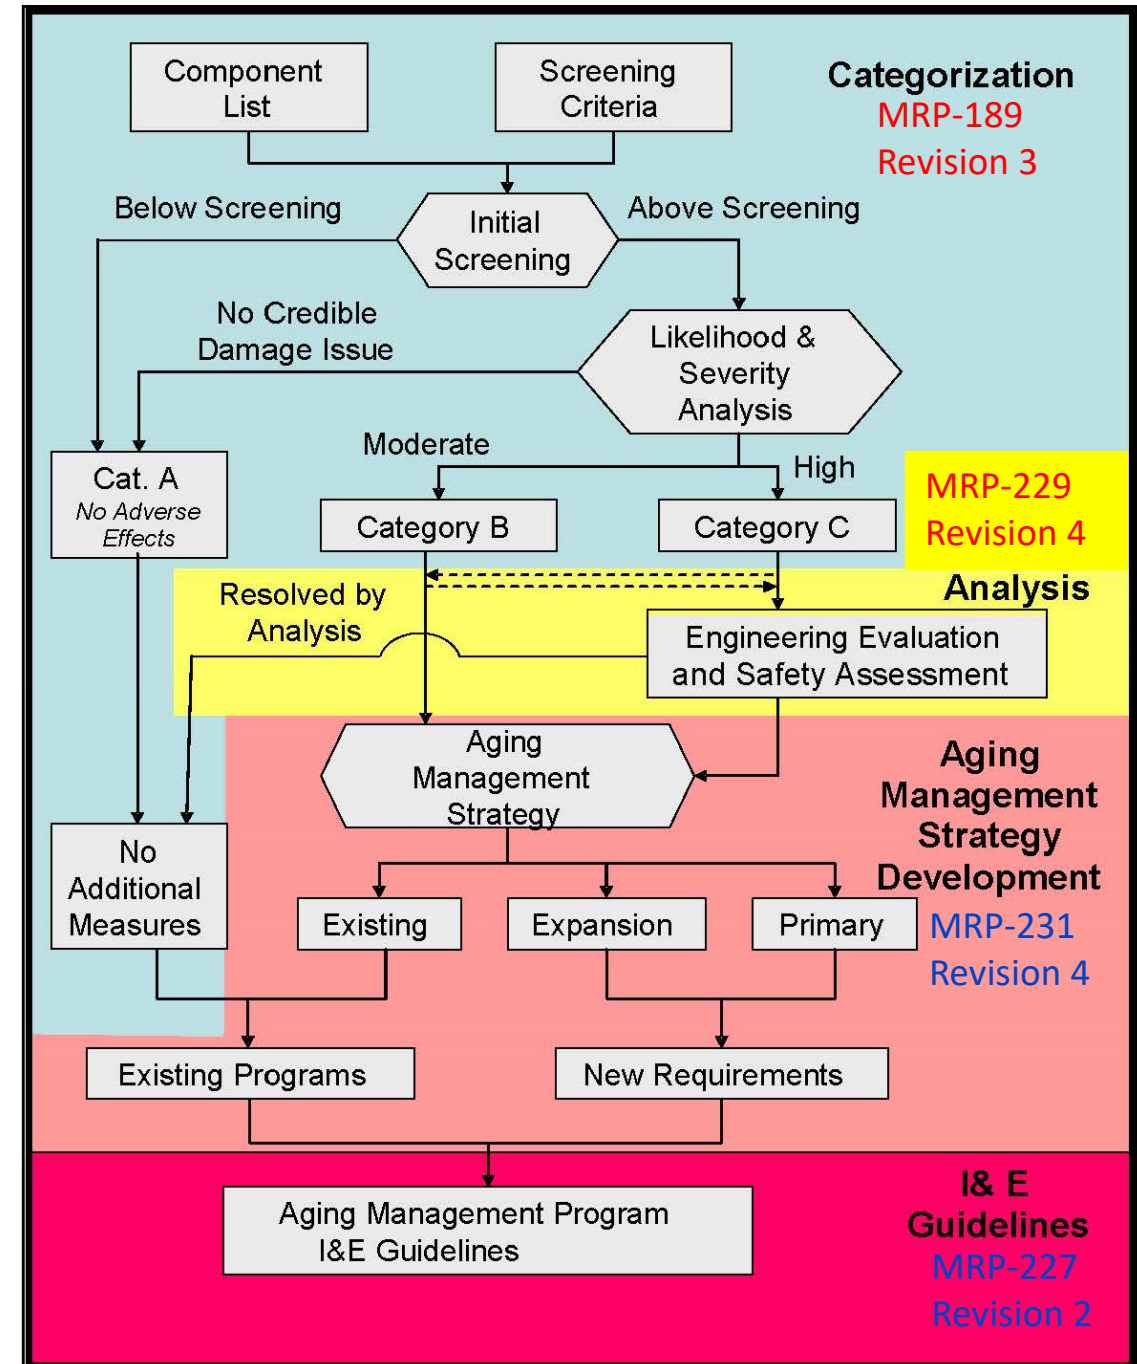 Component
List
Screening
Criteria
Categorization
MRP-189
Revision 3
Below Screening
Initial
Screening
Above Screening
No Credible
Damage Issue
Likelihood &
Severity
Analysis
Moderate
High
Cat. A
No Adverse
Effects
Category B
Category C
MRP-229
Revision 4
Analysis
Resolved by
Analysis
Engineering Evaluation
and Safety Assessment
Aging
Management
Strategy
Aging
Management
Strategy
Development
MRP-231
Revision 4
No
Additional
Measures
Existing
Expansion
Primary
Existing Programs
New Requirements
Aging Management Program
I&E Guidelines
I& E
Guidelines
MRP-227
Revision 2